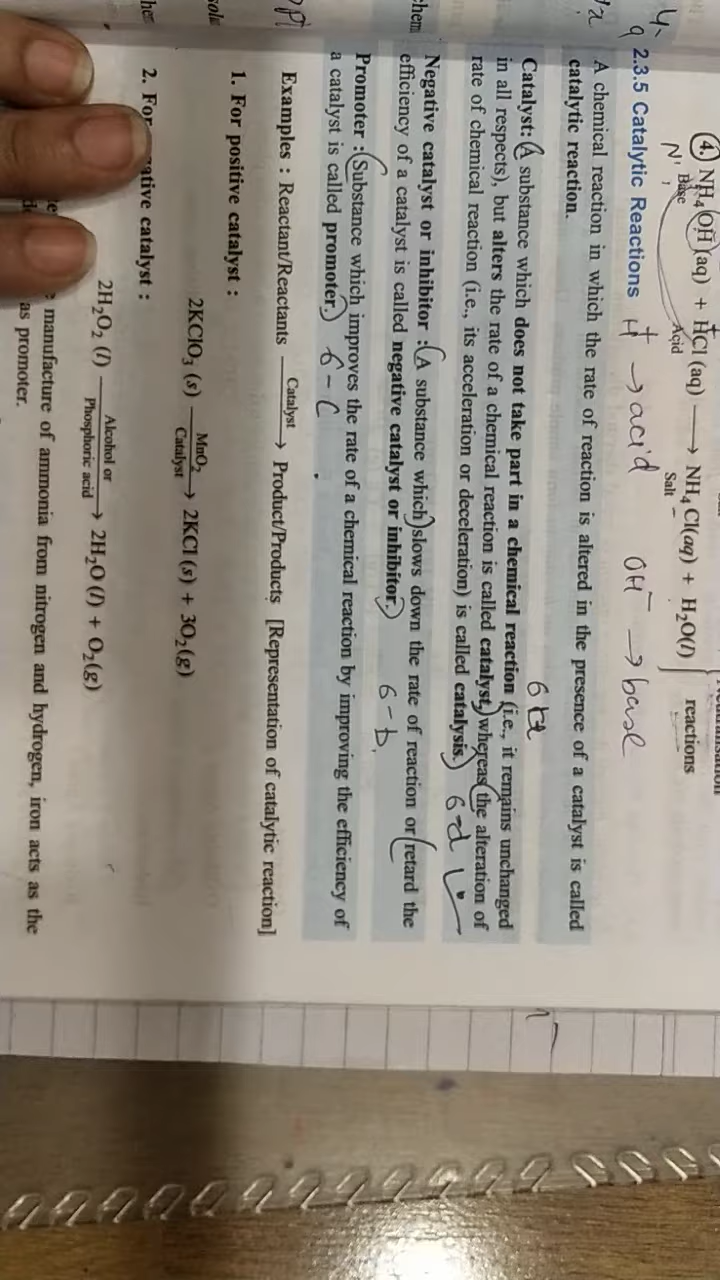 4. NH₄OH(aq) + HCl(aq) ⟶ NH₄Cl(aq) + H₂O(l) reactions
Base Acid Salt
2.3.5 Catalytic Reactions H⁺ → acid OH⁻ → base
A chemical reaction in which the rate of reaction is altered in the presence of a catalyst is called
catalytic reaction.
6 a
Catalyst: (A substance which does not take part in a chemical reaction (i.e., it remains unchanged
in all respects), but alters the rate of a chemical reaction is called catalyst,) whereas (the alteration of
rate of chemical reaction (i.e., its acceleration or deceleration) is called catalysis.) 6-d
Negative catalyst or inhibitor : (A substance which) slows down the rate of reaction or (retard the
efficiency of a catalyst is called negative catalyst or inhibitor.) 6-b.
Promoter : (Substance which improves the rate of a chemical reaction by improving the efficiency of
a catalyst is called promoter.) 6-C
Examples : Reactant/Reactants —Catalyst→ Product/Products [Representation of catalytic reaction]
1. For positive catalyst :
2KClO₃ (s) —MnO₂ Catalyst→ 2KCl (s) + 3O₂(g)
2. For catalyst :
2H₂O₂ (l) —Alcohol or Phosphoric acid→ 2H₂O (l) + O₂(g)
manufacture of ammonia from nitrogen and hydrogen, iron acts as the
as promoter.